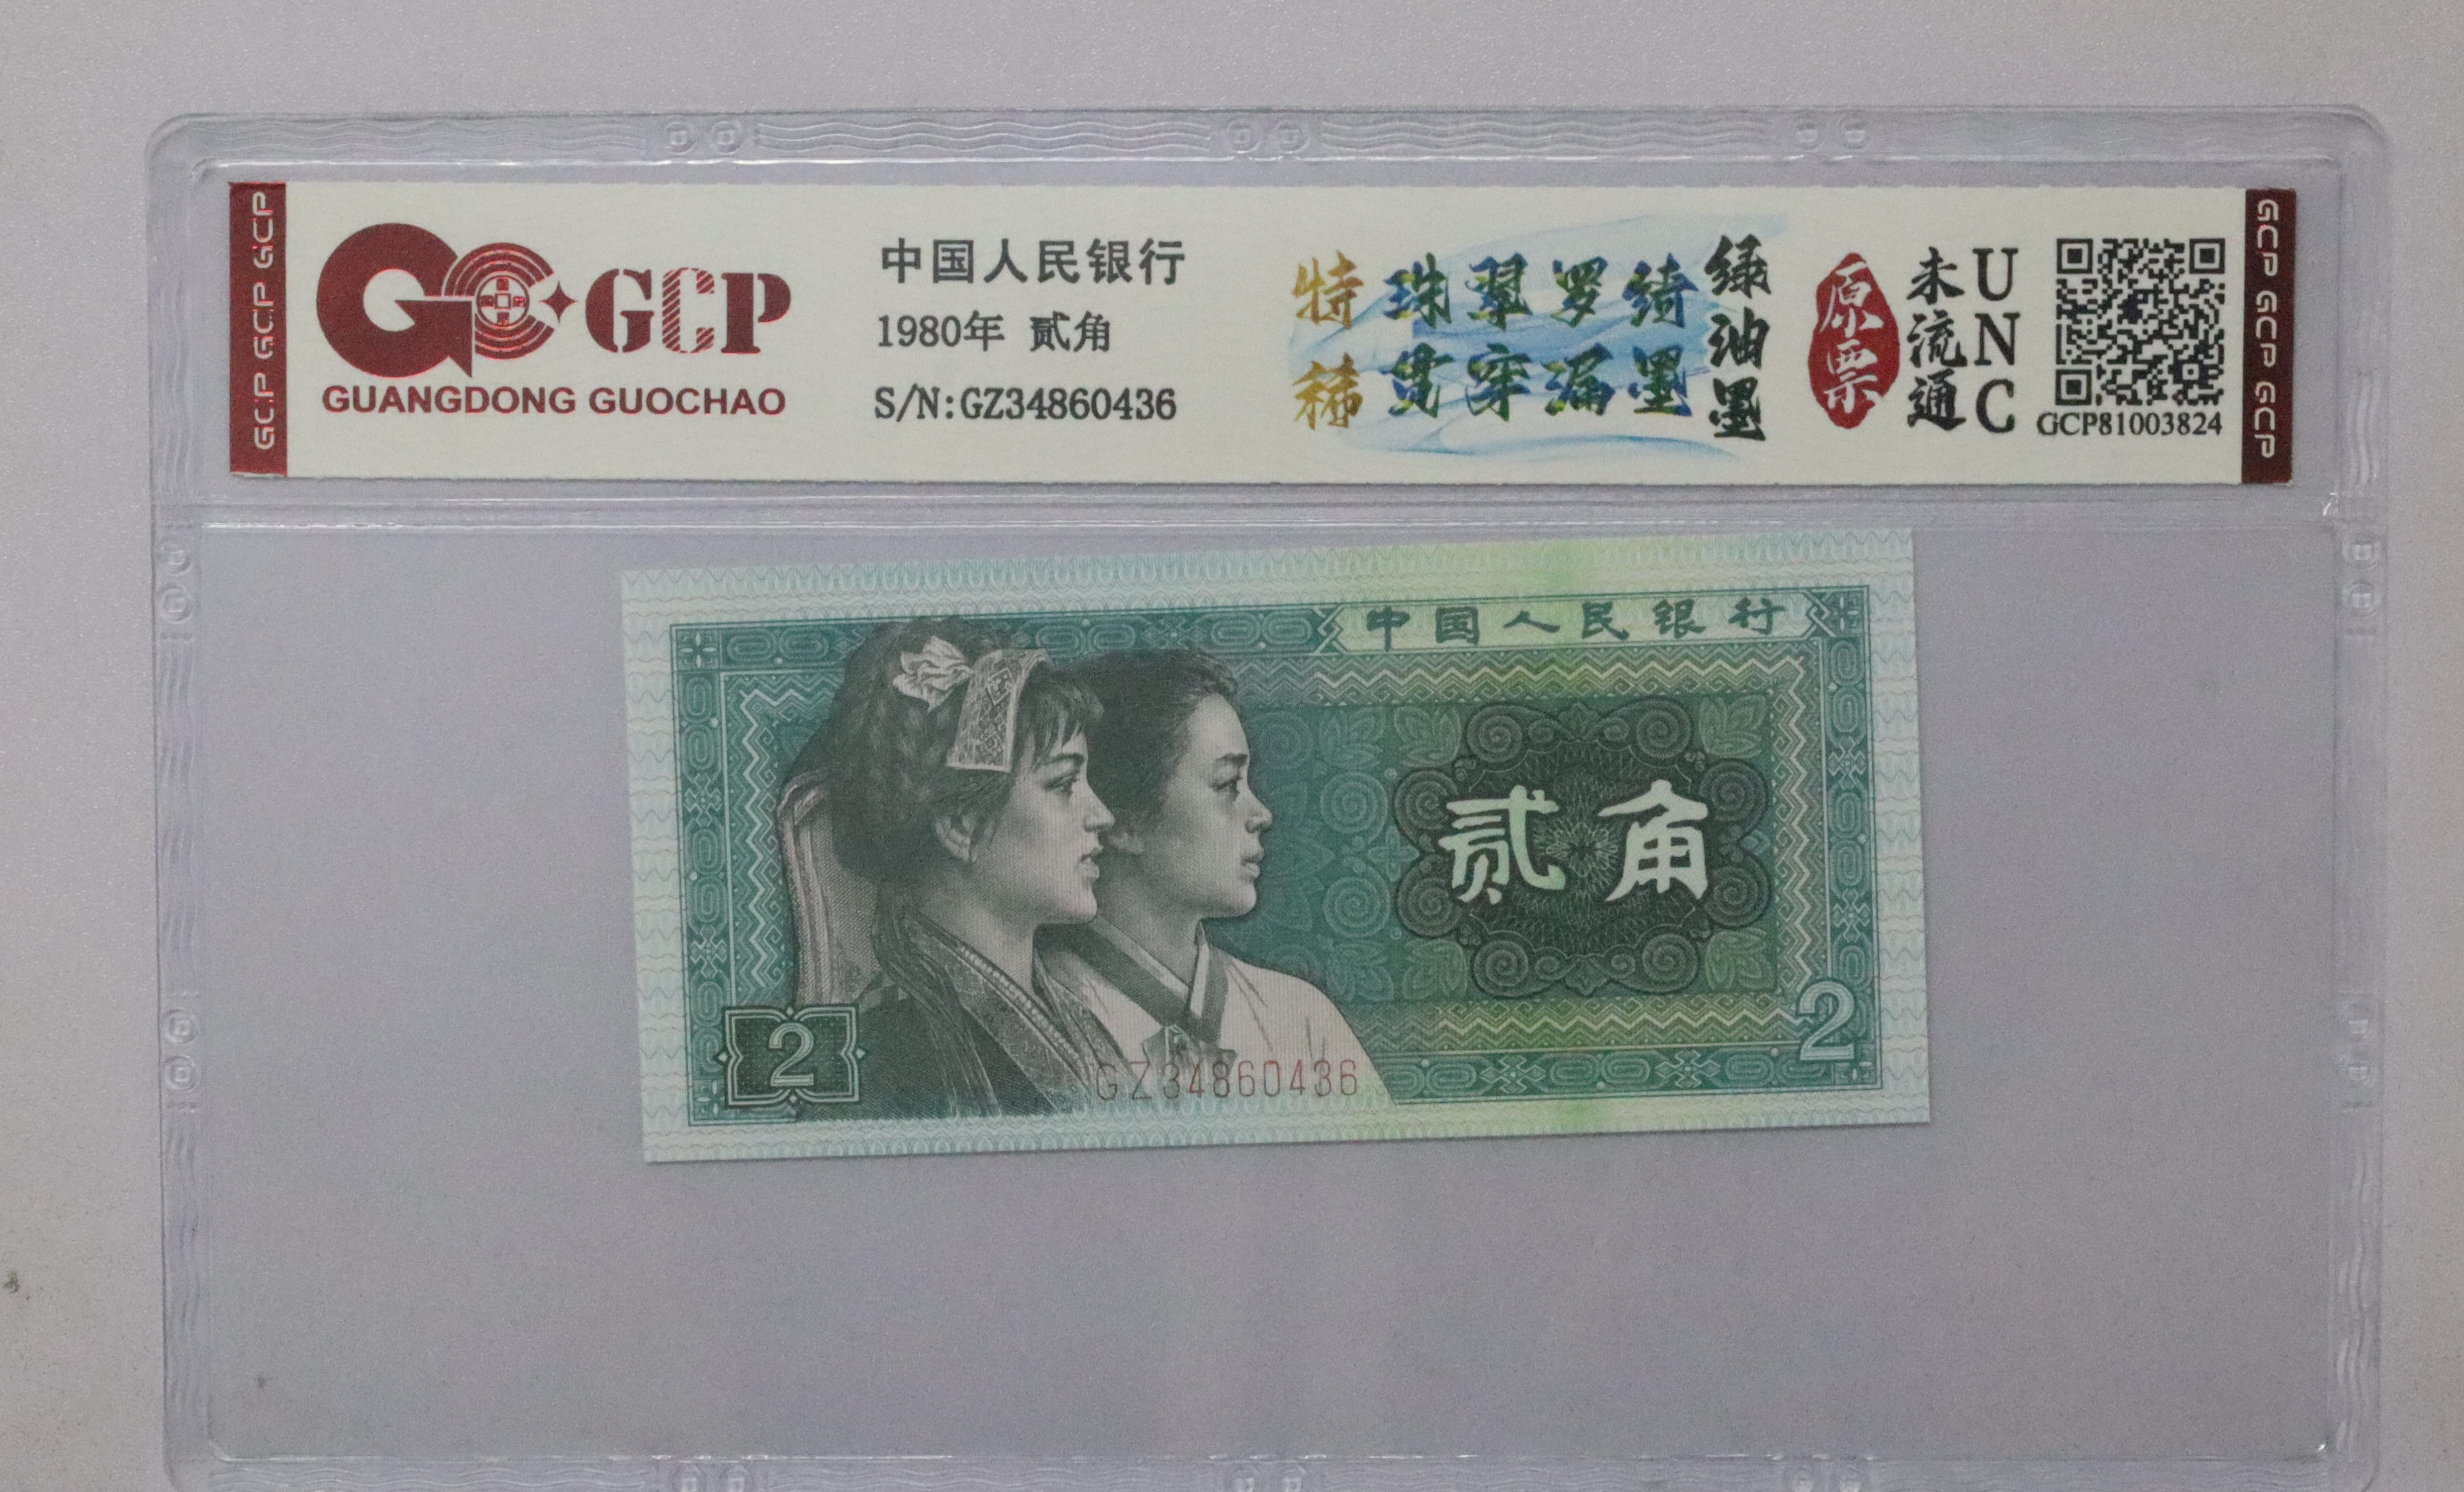 GCP GCP GCP
GCP
GUANGDONG GUOCHAO
中国人民银行
1980年 贰角
S/N:GZ34860436
特稀
珠翠罗绮
贯穿漏墨
绿油墨
原票
未流通
UNC
GCP81003824
GCP GCP GCP
中国人民银行
贰角
2
2
GZ34860436